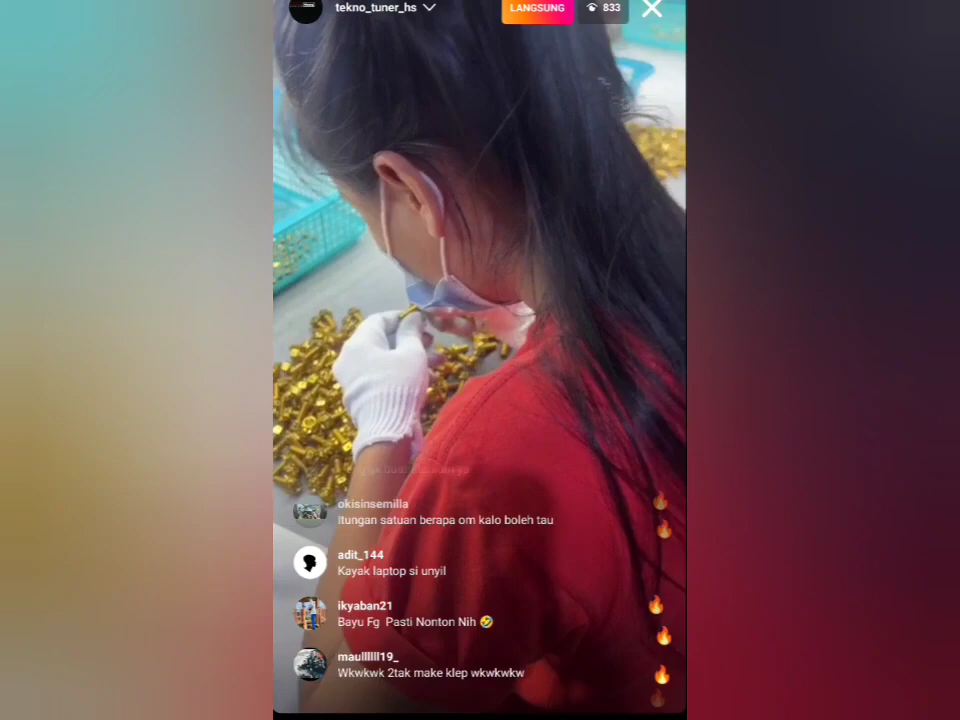 tekno_tuner_hs
LANGSUNG
833
okisinsemilla
Itungan satuan berapa om kalo boleh tau
adit_144
Kayak laptop si unyil
ikyaban21
Bayu Fg Pasti Nonton Nih 🤣
maulllllll19_
Wkwkwk 2tak make klep wkwkwkw